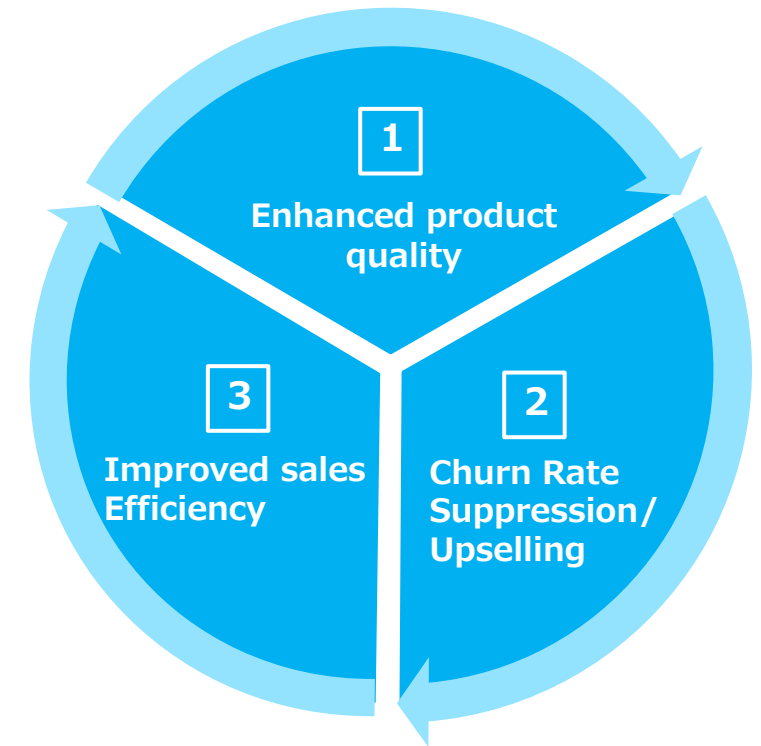 1
Enhanced product
quality
2
Churn Rate
Suppression/
Upselling
3
Improved sales
Efficiency